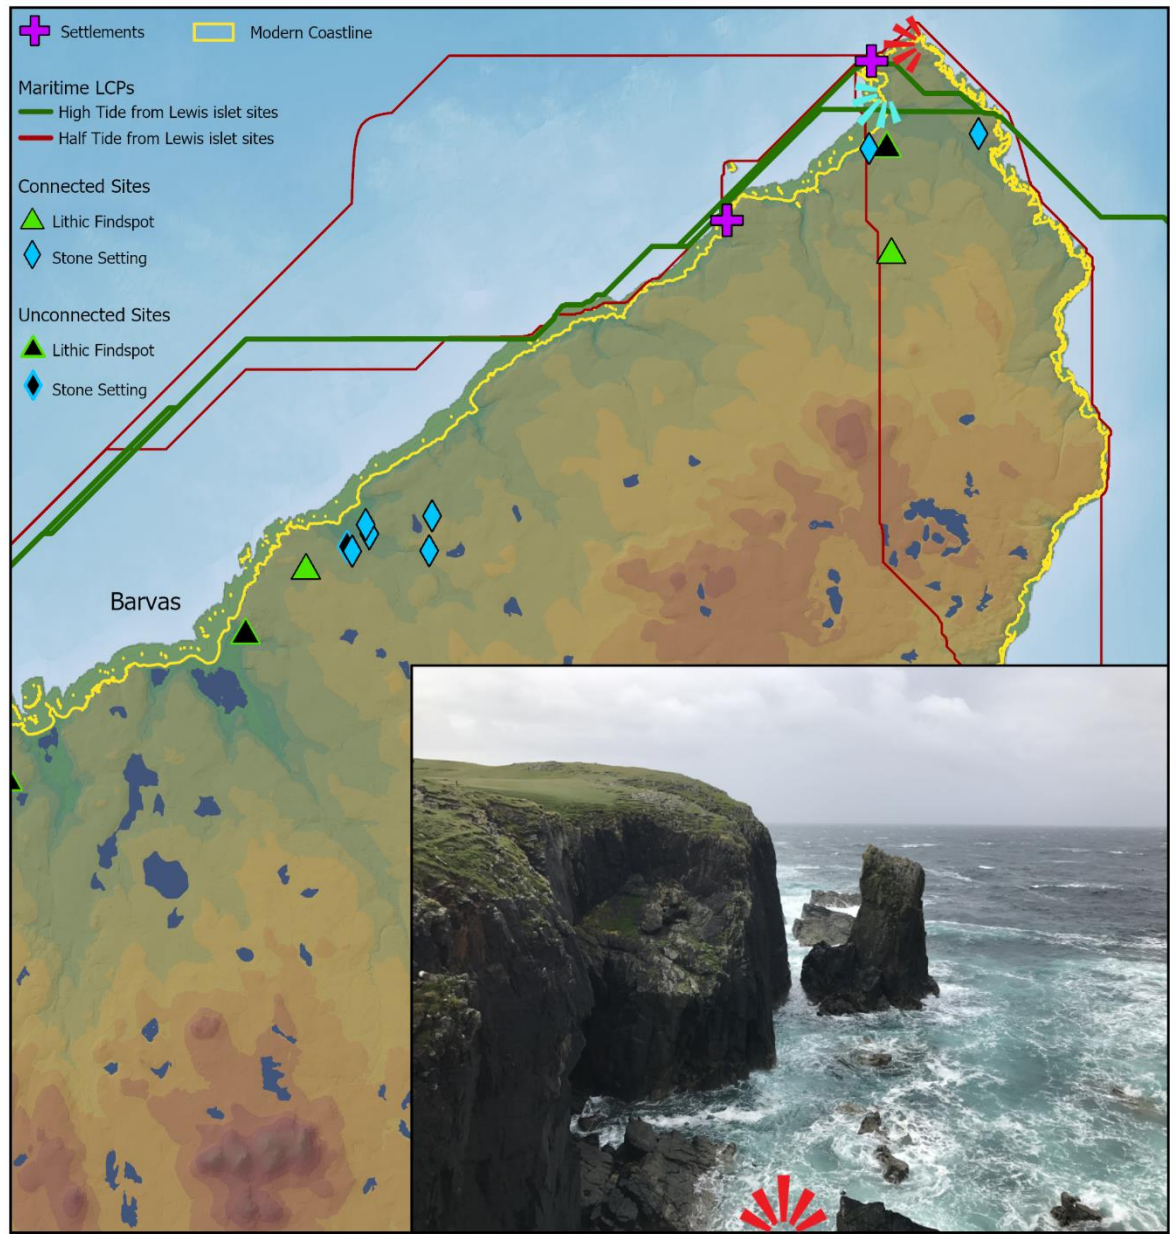 Settlements
Modern Coastline
Maritime LCPs
High Tide from Lewis islet sites
Half Tide from Lewis islet sites
Connected Sites
Lithic Findspot
Stone Setting
Unconnected Sites
Lithic Findspot
Stone Setting
Barvas